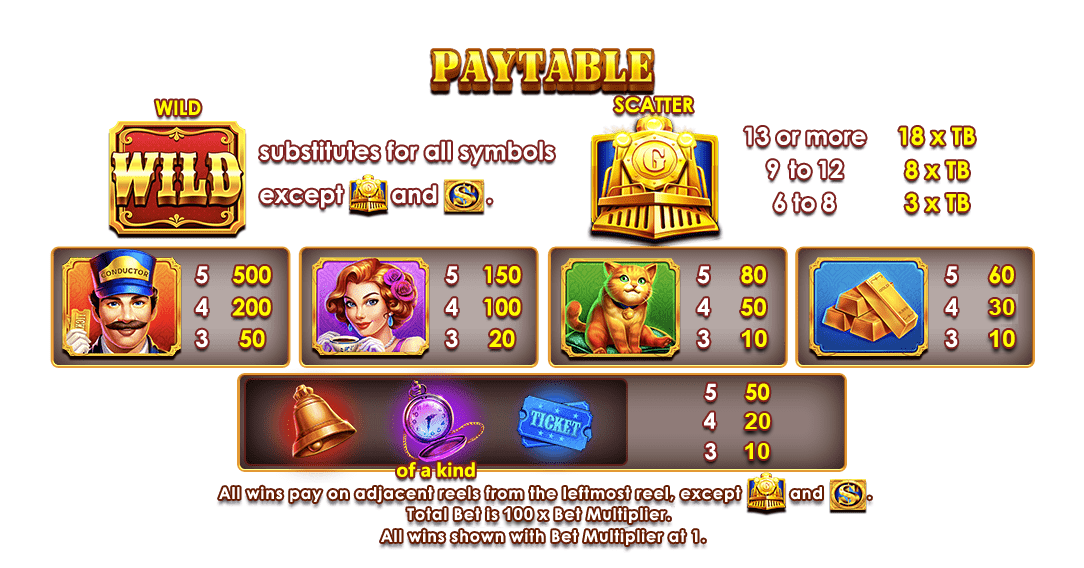 PAYTABLE
WILD
WILD
substitutes for all symbols
except and .
SCATTER
G
13 or more 18 x TB
9 to 12 8 x TB
6 to 8 3 x TB
CONDUCTOR
5 500
4 200
3 50
5 150
4 100
3 20
5 80
4 50
3 10
5 60
4 30
3 10
TICKET
5 50
4 20
3 10
of a kind
All wins pay on adjacent reels from the leftmost reel, except and .
Total Bet is 100 x Bet Multiplier.
All wins shown with Bet Multiplier at 1.